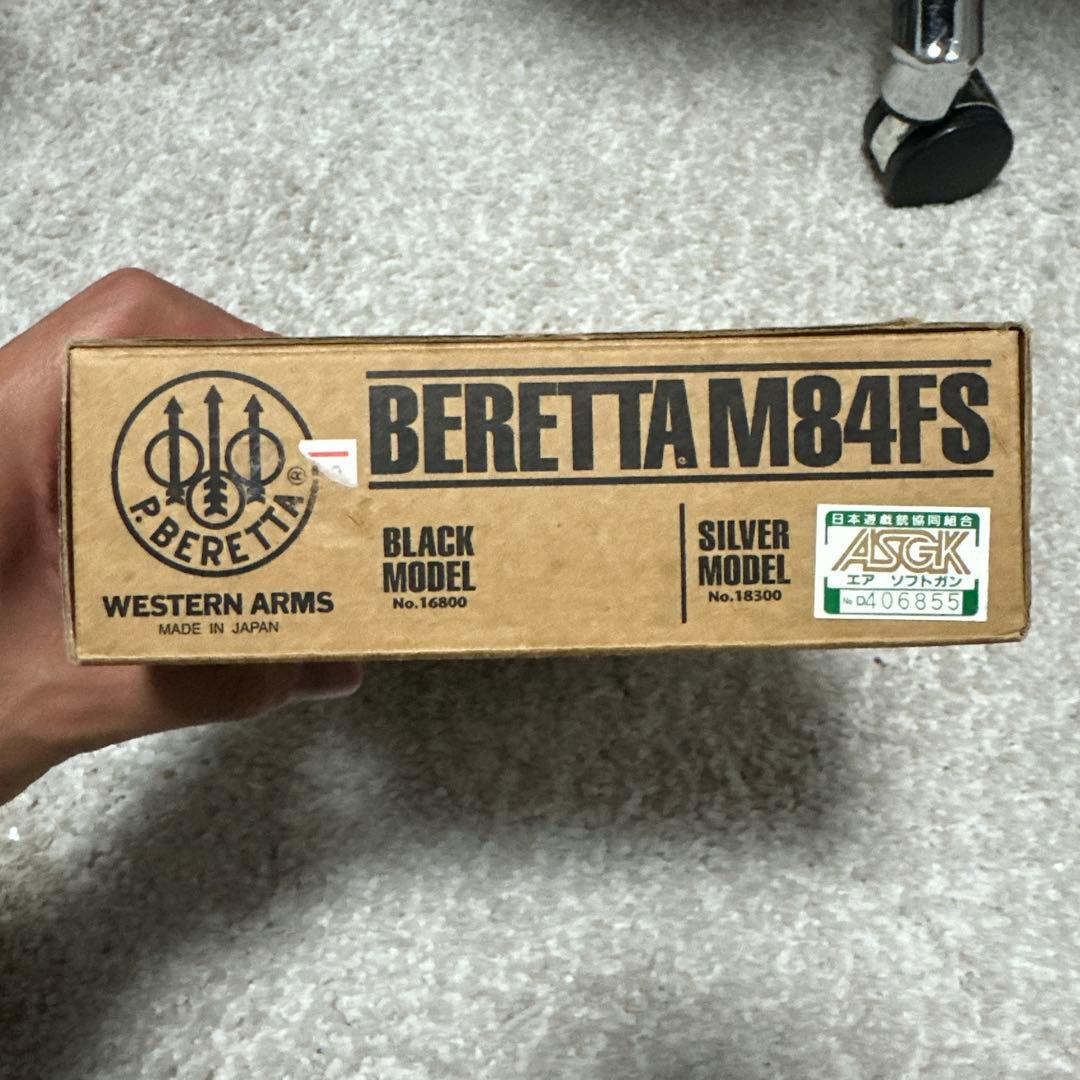 P. BERETTA®
WESTERN ARMS
MADE IN JAPAN
BERETTA M84FS
BLACK
MODEL
No.16800
SILVER
MODEL
No.18300
日本遊戯銃協同組合
ASGK
エア ソフトガン
No D 406855